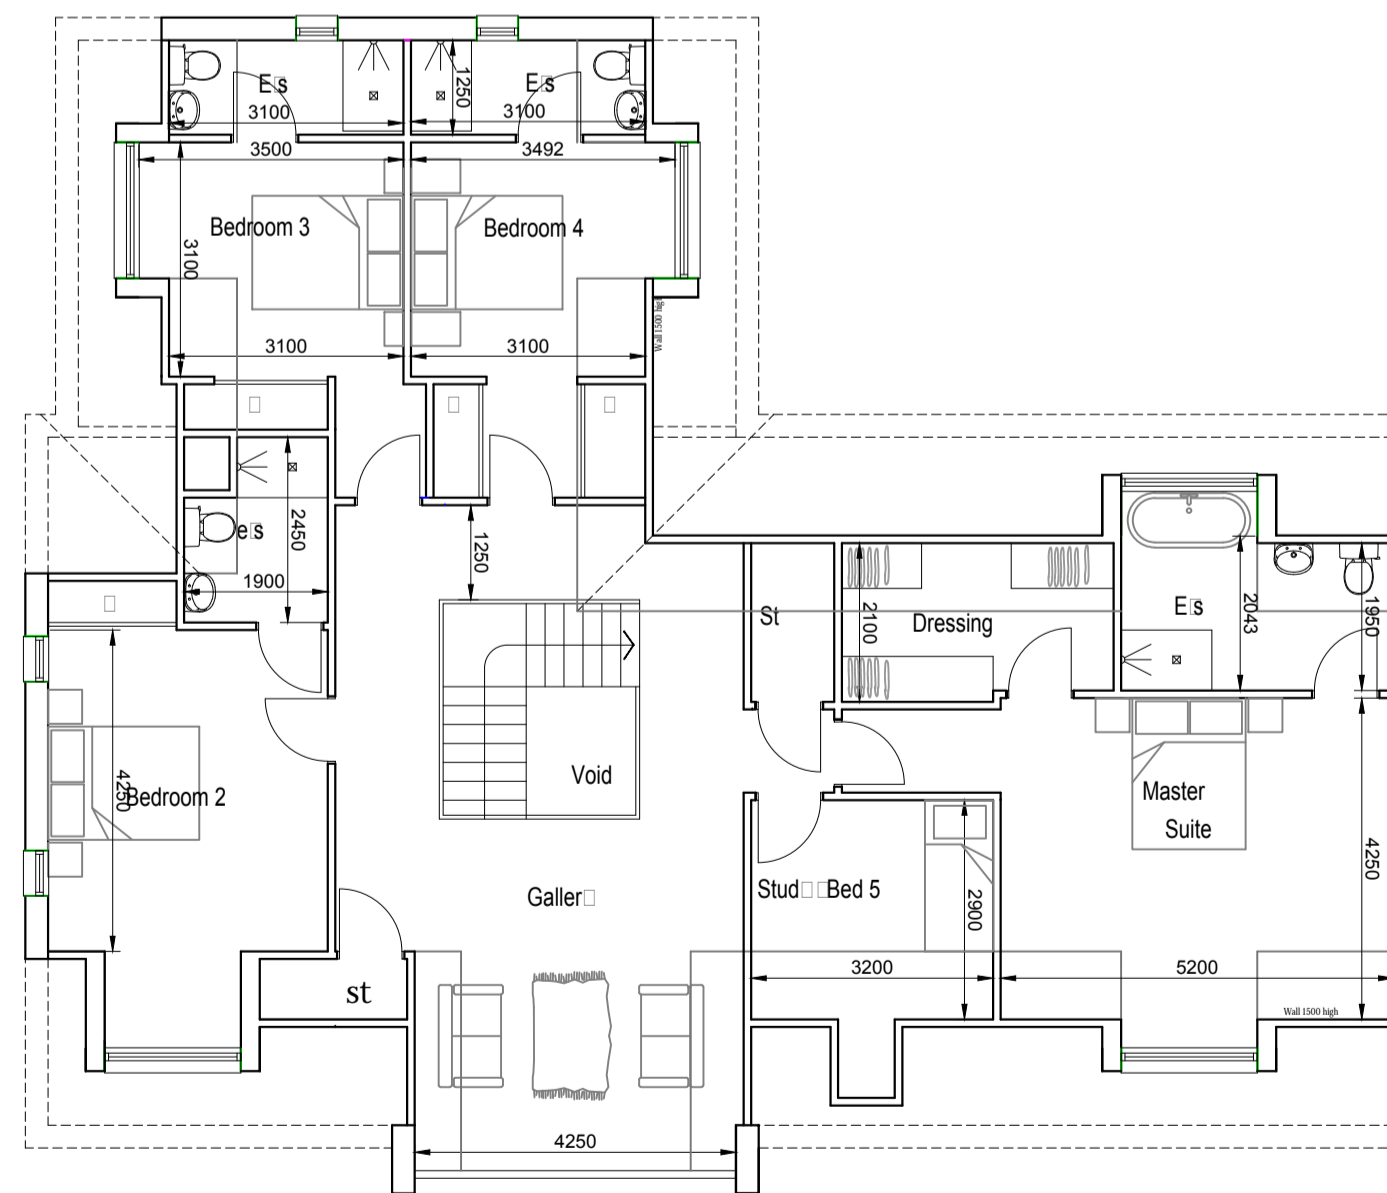 E□s
E□s
1250
3100
3100
3500
3492
Bedroom 3
Bedroom 4
3100
Wall 1500 high
3100
3100
□
□
□
e□s
2450
1250
1900
□
St
2100
Dressing
E□s
2043
1950
Void
4250
Bedroom 2
Master
Suite
4250
Galler□
Stud□ □Bed 5
2900
3200
5200
st
Wall 1500 high
4250